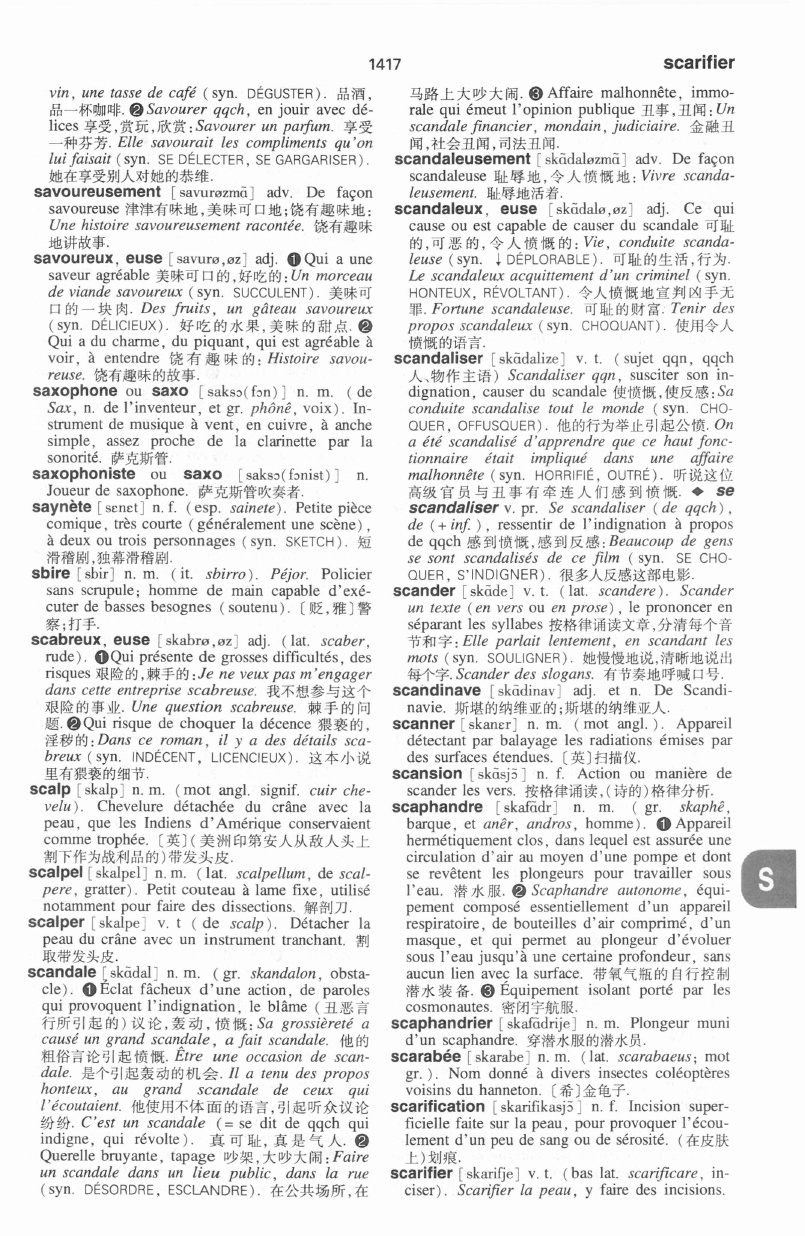 1417
scarifier
vin, une tasse de café (syn. DÉGUSTER). 品酒,
品一杯咖啡. ❷ Savourer qqch, en jouir avec dé-
lices 享受,赏玩,欣赏: Savourer un parfum. 享受
一种芬芳. Elle savourait les compliments qu'on
lui faisait (syn. SE DÉLECTER, SE GARGARISER).
她在享受别人对她的恭维.
savoureusement [savurøzmɑ̃] adv. De façon
savoureuse 津津有味地,美味可口地;饶有趣味地:
Une histoire savoureusement racontée. 饶有趣味
地讲故事.
savoureux, euse [savurø,øz] adj. ❶ Qui a une
saveur agréable 美味可口的,好吃的: Un morceau
de viande savoureux (syn. SUCCULENT). 美味可
口的一块肉. Des fruits, un gâteau savoureux
(syn. DÉLICIEUX). 好吃的水果,美味的甜点. ❷
Qui a du charme, du piquant, qui est agréable à
voir, à entendre 饶有趣味的: Histoire savou-
reuse. 饶有趣味的故事.
saxophone ou saxo [saksɔ(fɔn)] n. m. (de
Sax, n. de l'inventeur, et gr. phônê, voix). In-
strument de musique à vent, en cuivre, à anche
simple, assez proche de la clarinette par la
sonorité. 萨克斯管.
saxophoniste ou saxo [saksɔ(fɔnist)] n.
Joueur de saxophone. 萨克斯管吹奏者.
saynète [sɛnɛt] n. f. (esp. sainete). Petite pièce
comique, très courte (généralement une scène),
à deux ou trois personnages (syn. SKETCH). 短
滑稽剧,独幕滑稽剧.
sbire [sbir] n. m. (it. sbirro). Péjor. Policier
sans scrupule; homme de main capable d'exé-
cuter de basses besognes (soutenu). 〔贬,雅〕警
察;打手.
scabreux, euse [skabrø,øz] adj. (lat. scaber,
rude). ❶ Qui présente de grosses difficultés, des
risques 艰险的,棘手的: Je ne veux pas m'engager
dans cette entreprise scabreuse. 我不想参与这个
艰险的事业. Une question scabreuse. 棘手的问
题. ❷ Qui risque de choquer la décence 猥亵的,
淫秽的: Dans ce roman, il y a des détails sca-
breux (syn. INDÉCENT, LICENCIEUX). 这本小说
里有猥亵的细节.
scalp [skalp] n. m. (mot angl. signif. cuir che-
velu). Chevelure détachée du crâne avec la
peau, que les Indiens d'Amérique conservaient
comme trophée. 〔英〕(美洲印第安人从敌人头上
割下作为战利品的)带发头皮.
scalpel [skalpɛl] n. m. (lat. scalpellum, de scal-
pere, gratter). Petit couteau à lame fixe, utilisé
notamment pour faire des dissections. 解剖刀.
scalper [skalpe] v. t (de scalp). Détacher la
peau du crâne avec un instrument tranchant. 割
取带发头皮.
scandale [skɑ̃dal] n. m. (gr. skandalon, obsta-
cle). ❶ Éclat fâcheux d'une action, de paroles
qui provoquent l'indignation, le blâme (丑恶言
行所引起的)议论,轰动,愤慨: Sa grossièreté a
causé un grand scandale, a fait scandale. 他的
粗俗言论引起愤慨. Être une occasion de scan-
dale. 是个引起轰动的机会. Il a tenu des propos
honteux, au grand scandale de ceux qui
l'écoutaient. 他使用不体面的语言,引起听众议论
纷纷. C'est un scandale (= se dit de qqch qui
indigne, qui révolte). 真可耻,真是气人. ❷
Querelle bruyante, tapage 吵架,大吵大闹: Faire
un scandale dans un lieu public, dans la rue
(syn. DÉSORDRE, ESCLANDRE). 在公共场所,在
马路上大吵大闹. ❸ Affaire malhonnête, immo-
rale qui émeut l'opinion publique 丑事,丑闻: Un
scandale financier, mondain, judiciaire. 金融丑
闻,社会丑闻,司法丑闻.
scandaleusement [skɑ̃daløzmɑ̃] adv. De façon
scandaleuse 耻辱地,令人愤慨地: Vivre scanda-
leusement. 耻辱地活着.
scandaleux, euse [skɑ̃dalø,øz] adj. Ce qui
cause ou est capable de causer du scandale 可耻
的,可恶的,令人愤慨的: Vie, conduite scanda-
leuse (syn. ↓ DÉPLORABLE). 可耻的生活,行为.
Le scandaleux acquittement d'un criminel (syn.
HONTEUX, RÉVOLTANT). 令人愤慨地宣判凶手无
罪. Fortune scandaleuse. 可耻的财富. Tenir des
propos scandaleux (syn. CHOQUANT). 使用令人
愤慨的语言.
scandaliser [skɑ̃dalize] v. t. (sujet qqn, qqch
人、物作主语) Scandaliser qqn, susciter son in-
dignation, causer du scandale 使愤慨,使反感: Sa
conduite scandalise tout le monde (syn. CHO-
QUER, OFFUSQUER). 他的行为举止引起公愤. On
a été scandalisé d'apprendre que ce haut fonc-
tionnaire était impliqué dans une affaire
malhonnête (syn. HORRIFIÉ, OUTRÉ). 听说这位
高级官员与丑事有牵连人们感到愤慨. ◆ se
scandaliser v. pr. Se scandaliser (de qqch),
de (+ inf.), ressentir de l'indignation à propos
de qqch 感到愤慨,感到反感: Beaucoup de gens
se sont scandalisés de ce film (syn. SE CHO-
QUER, S'INDIGNER). 很多人反感这部电影.
scander [skɑ̃de] v. t. (lat. scandere). Scander
un texte (en vers ou en prose), le prononcer en
séparant les syllabes 按格律诵读文章,分清每个音
节和字: Elle parlait lentement, en scandant les
mots (syn. SOULIGNER). 她慢慢地说,清晰地说出
每个字. Scander des slogans. 有节奏地呼喊口号.
scandinave [skɑ̃dinav] adj. et n. De Scandi-
navie. 斯堪的纳维亚的;斯堪的纳维亚人.
scanner [skanɛr] n. m. (mot angl.). Appareil
détectant par balayage les radiations émises par
des surfaces étendues. 〔英〕扫描仪.
scansion [skɑ̃sjɔ̃] n. f. Action ou manière de
scander les vers. 按格律诵读,(诗的)格律分析.
scaphandre [skafɑ̃dr] n. m. (gr. skaphê,
barque, et anêr, andros, homme). ❶ Appareil
hermétiquement clos, dans lequel est assurée une
circulation d'air au moyen d'une pompe et dont
se revêtent les plongeurs pour travailler sous
l'eau. 潜水服. ❷ Scaphandre autonome, équi-
pement composé essentiellement d'un appareil
respiratoire, de bouteilles d'air comprimé, d'un
masque, et qui permet au plongeur d'évoluer
sous l'eau jusqu'à une certaine profondeur, sans
aucun lien avec la surface. 带氧气瓶的自行控制
潜水装备. ❸ Équipement isolant porté par les
cosmonautes. 密闭宇航服.
scaphandrier [skafɑ̃drije] n. m. Plongeur muni
d'un scaphandre. 穿潜水服的潜水员.
scarabée [skarabe] n. m. (lat. scarabaeus; mot
gr.). Nom donné à divers insectes coléoptères
voisins du hanneton. 〔希〕金龟子.
scarification [skarifikasjɔ̃] n. f. Incision super-
ficielle faite sur la peau, pour provoquer l'écou-
lement d'un peu de sang ou de sérosité. (在皮肤
上)划痕.
scarifier [skarifje] v. t. (bas lat. scarificare, in-
ciser). Scarifier la peau, y faire des incisions.
S